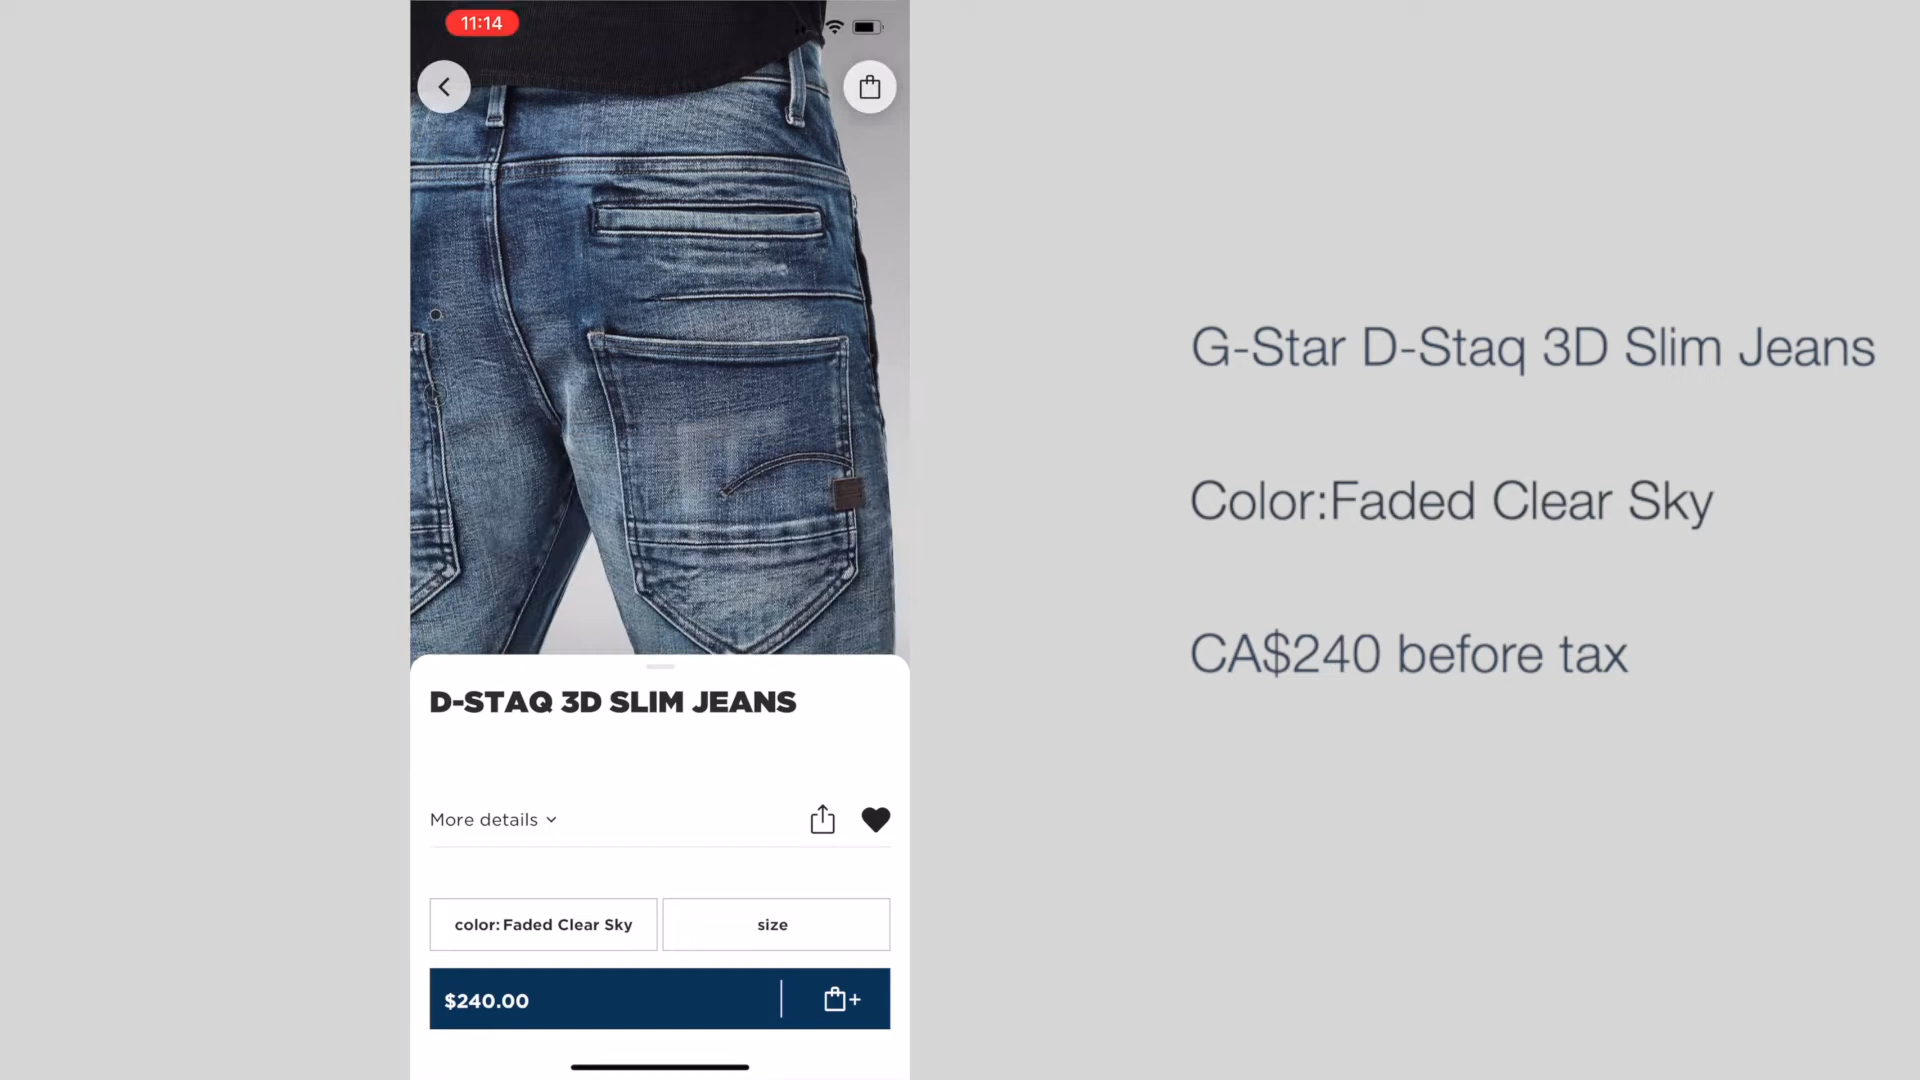 11:14
D-STAQ 3D SLIM JEANS
More details
color: Faded Clear Sky
size
$240.00
G-Star D-Staq 3D Slim Jeans
Color:Faded Clear Sky
CA$240 before tax